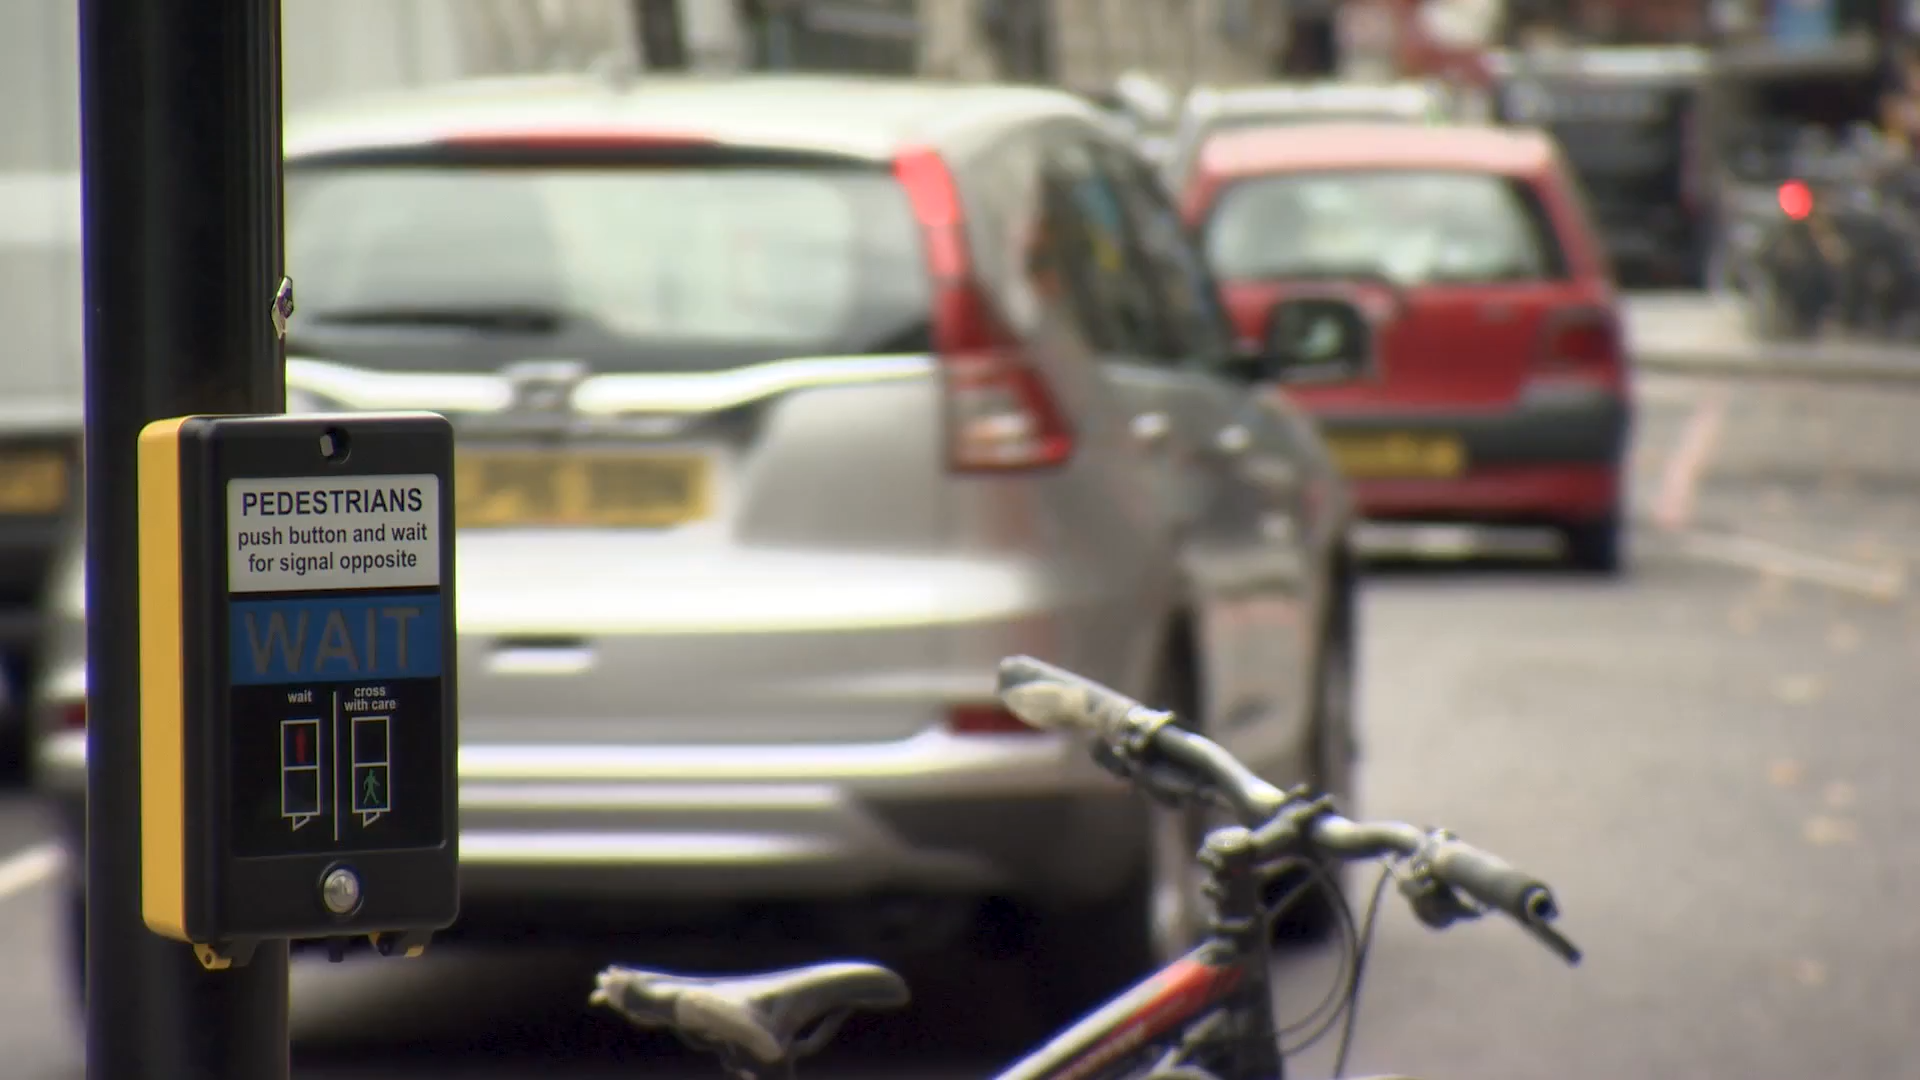 PEDESTRIANS
push button and wait
for signal opposite
WAIT
wait
cross
with care